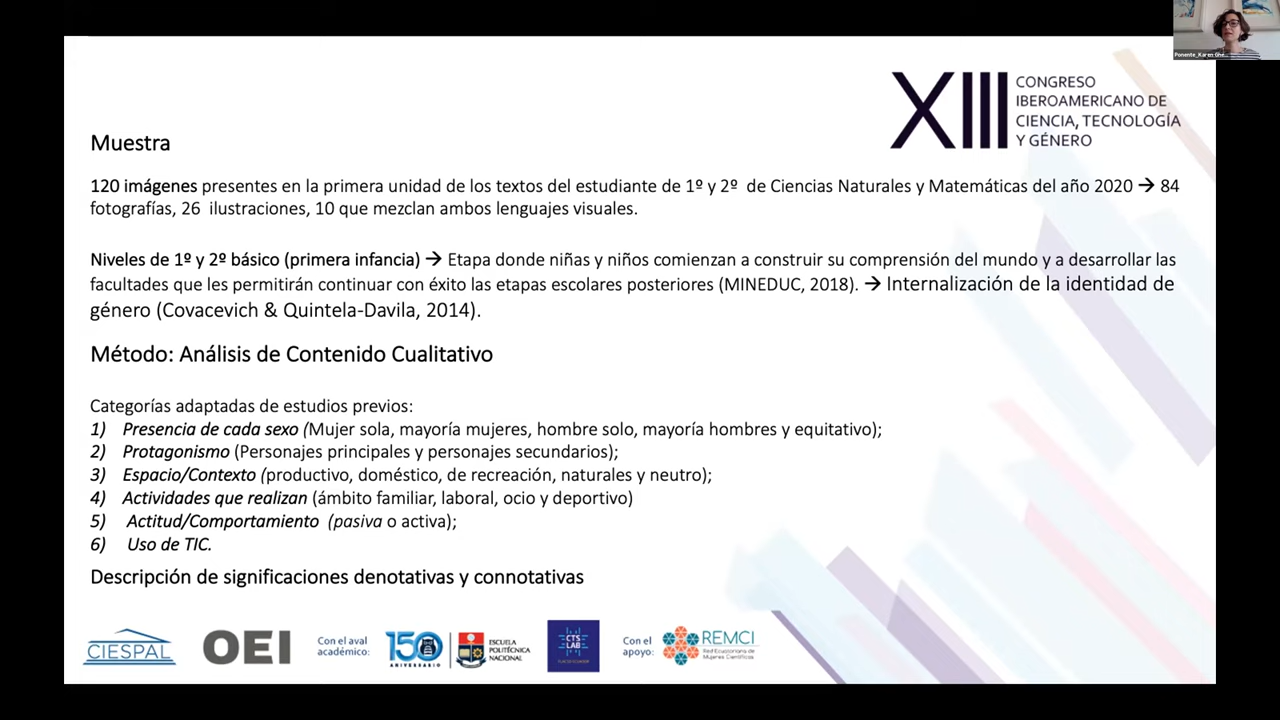 Ponente_Karen Ghe...
XIII CONGRESO
IBEROAMERICANO DE
CIENCIA, TECNOLOGÍA
Y GÉNERO
Muestra
120 imágenes presentes en la primera unidad de los textos del estudiante de 1º y 2º de Ciencias Naturales y Matemáticas del año 2020 → 84
fotografías, 26 ilustraciones, 10 que mezclan ambos lenguajes visuales.
Niveles de 1º y 2º básico (primera infancia) → Etapa donde niñas y niños comienzan a construir su comprensión del mundo y a desarrollar las
facultades que les permitirán continuar con éxito las etapas escolares posteriores (MINEDUC, 2018). → Internalización de la identidad de
género (Covacevich & Quintela-Davila, 2014).
Método: Análisis de Contenido Cualitativo
Categorías adaptadas de estudios previos:
1) Presencia de cada sexo (Mujer sola, mayoría mujeres, hombre solo, mayoría hombres y equitativo);
2) Protagonismo (Personajes principales y personajes secundarios);
3) Espacio/Contexto (productivo, doméstico, de recreación, naturales y neutro);
4) Actividades que realizan (ámbito familiar, laboral, ocio y deportivo)
5) Actitud/Comportamiento (pasiva o activa);
6) Uso de TIC.
Descripción de significaciones denotativas y connotativas
CIESPAL
OEI
Con el aval
académico:
150
ANIVERSARIO
ESCUELA
POLITÉCNICA
NACIONAL
CTS
LAB
Con el
apoyo:
REMCI
Red Ecuatoriana de
Mujeres Científicas